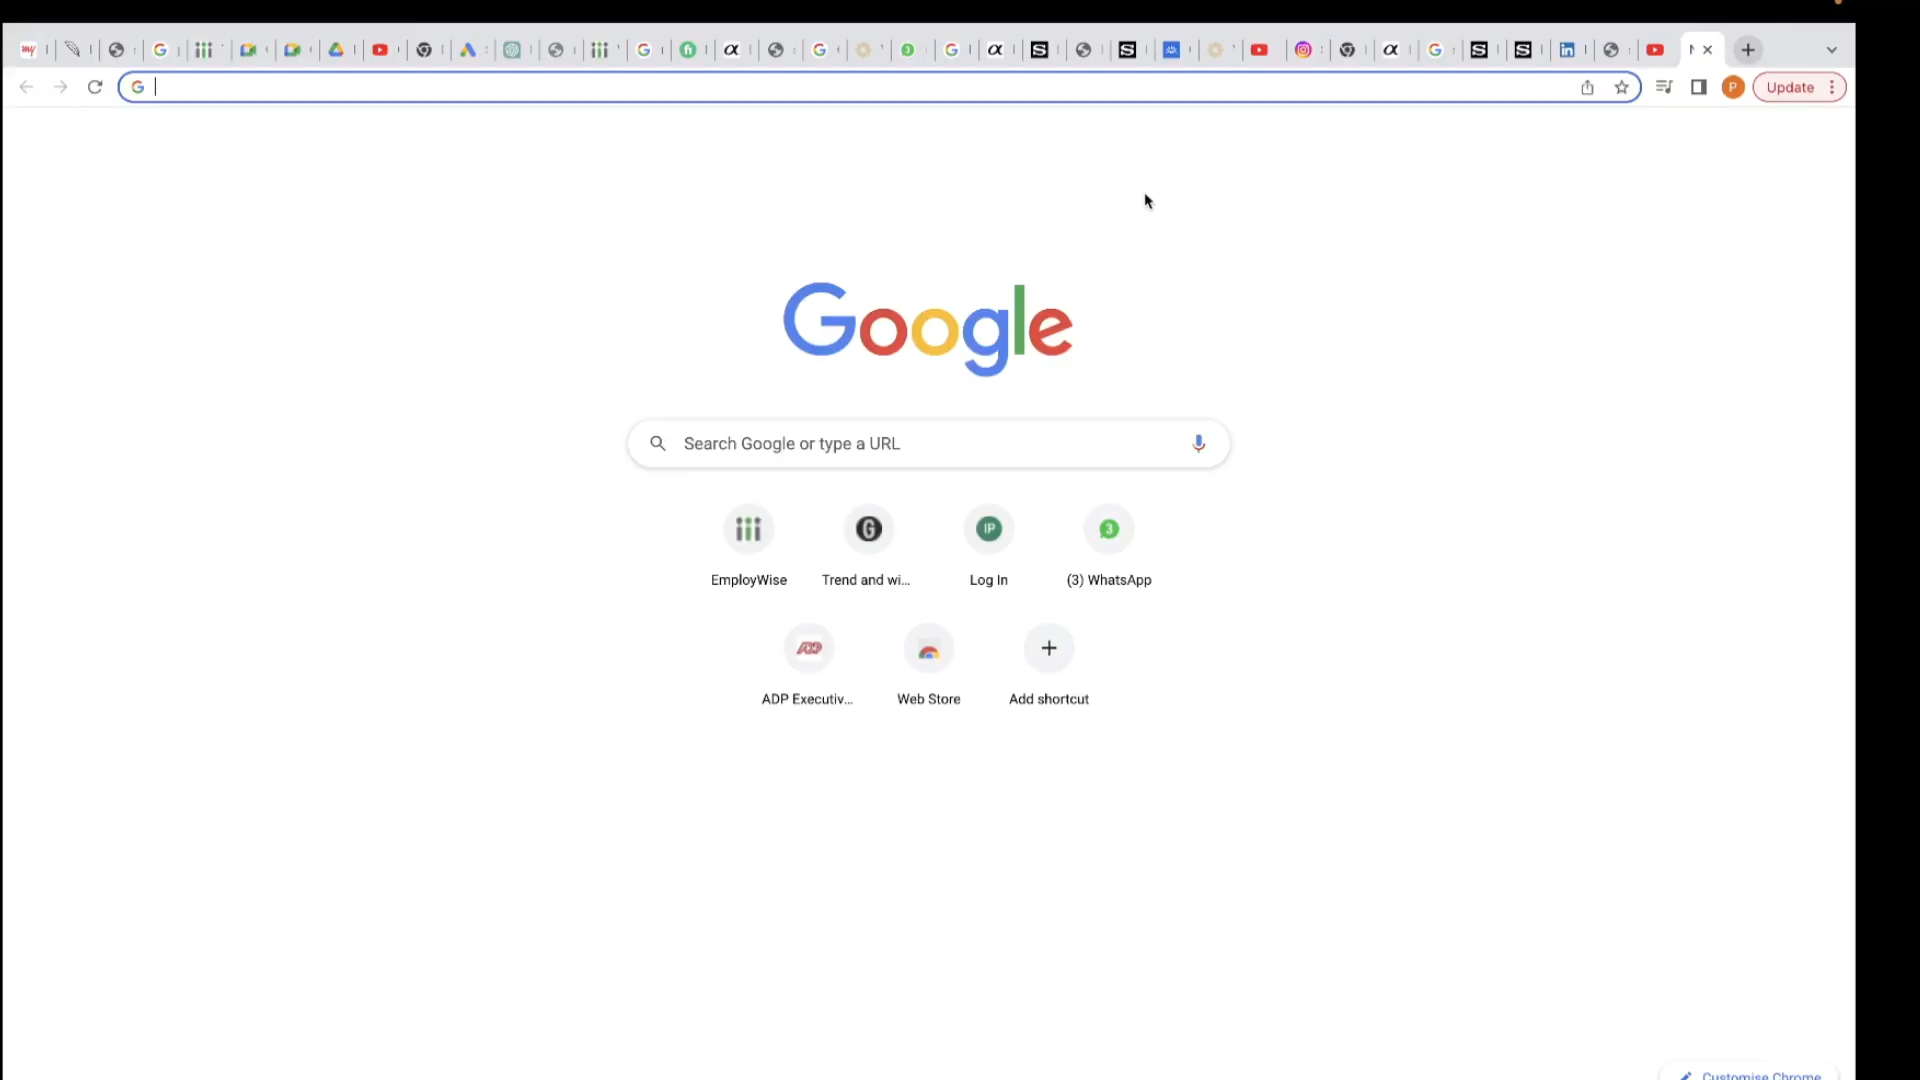 Update
Google
Search Google or type a URL
EmployWise
Trend and wi...
Log In
(3) WhatsApp
ADP Executiv...
Web Store
Add shortcut
Customise Chrome